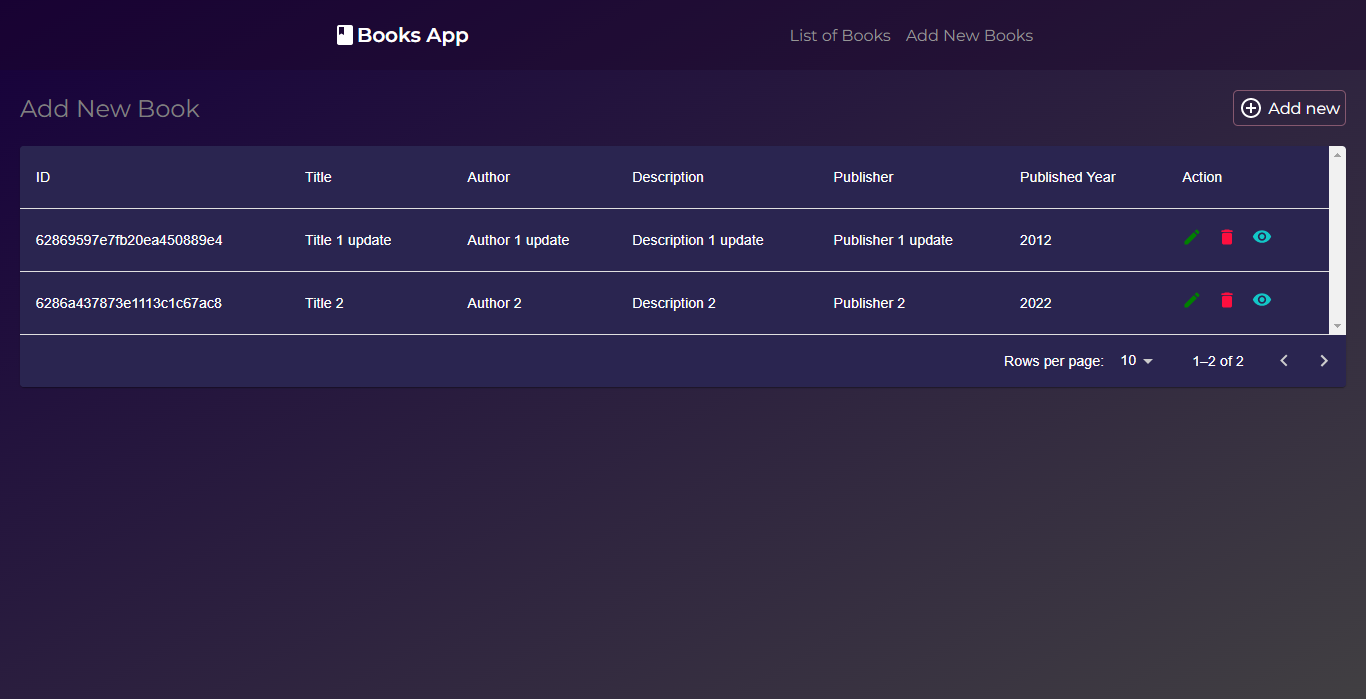 Books App List of Books Add New Books
Add New Book Add new
ID Title Author Description Publisher Published Year Action
62869597e7fb20ea450889e4 Title 1 update Author 1 update Description 1 update Publisher 1 update 2012
6286a437873e1113c1c67ac8 Title 2 Author 2 Description 2 Publisher 2 2022
Rows per page: 10 1–2 of 2